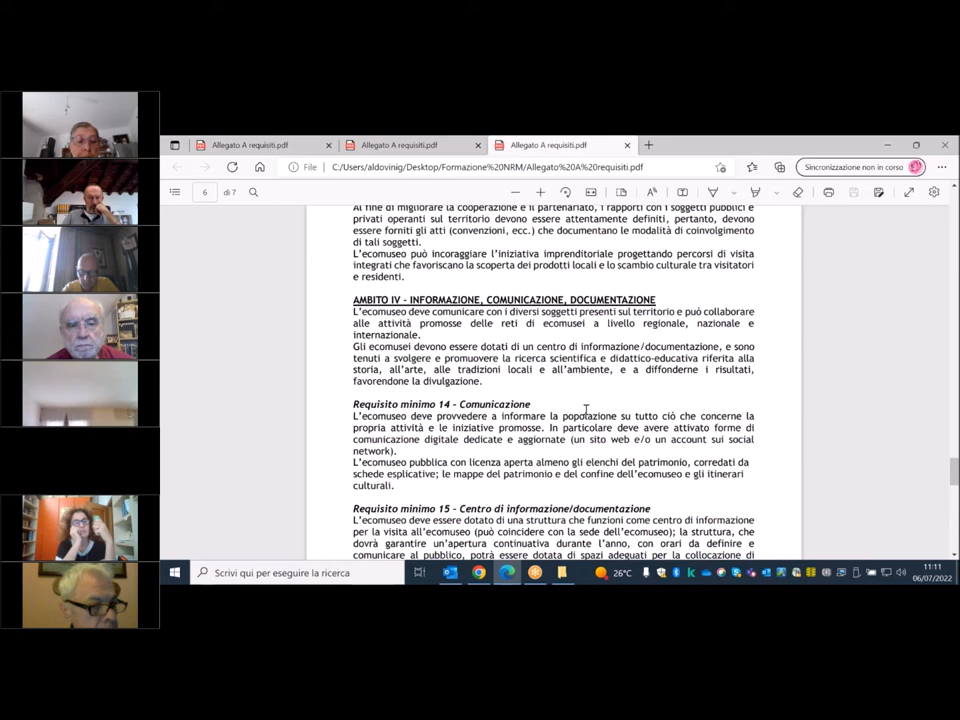 Allegato A requisiti.pdf
Allegato A requisiti.pdf
Allegato A requisiti.pdf
File
C:/Users/aldovinig/Desktop/Formazione%20NRM/Allegato%20A%20requisiti.pdf
Sincronizzazione non in corso
6 di 7
Al fine di migliorare la cooperazione e il partenariato, i rapporti con i soggetti pubblici e
privati operanti sul territorio devono essere attentamente definiti, pertanto, devono
essere forniti gli atti (convenzioni, ecc.) che documentano le modalità di coinvolgimento
di tali soggetti.
L'ecomuseo può incoraggiare l'iniziativa imprenditoriale progettando percorsi di visita
integrati che favoriscano la scoperta dei prodotti locali e lo scambio culturale tra visitatori
e residenti.
AMBITO IV – INFORMAZIONE, COMUNICAZIONE, DOCUMENTAZIONE
L'ecomuseo deve comunicare con i diversi soggetti presenti sul territorio e può collaborare
alle attività promosse delle reti di ecomusei a livello regionale, nazionale e
internazionale.
Gli ecomusei devono essere dotati di un centro di informazione/documentazione, e sono
tenuti a svolgere e promuovere la ricerca scientifica e didattico-educativa riferita alla
storia, all'arte, alle tradizioni locali e all'ambiente, e a diffonderne i risultati,
favorendone la divulgazione.
Requisito minimo 14 – Comunicazione
L'ecomuseo deve provvedere a informare la popolazione su tutto ciò che concerne la
propria attività e le iniziative promosse. In particolare deve avere attivato forme di
comunicazione digitale dedicate e aggiornate (un sito web e/o un account sui social
network).
L'ecomuseo pubblica con licenza aperta almeno gli elenchi del patrimonio, corredati da
schede esplicative; le mappe del patrimonio e del confine dell'ecomuseo e gli itinerari
culturali.
Requisito minimo 15 – Centro di informazione/documentazione
L'ecomuseo deve essere dotato di una struttura che funzioni come centro di informazione
per la visita all'ecomuseo (può coincidere con la sede dell'ecomuseo); la struttura, che
dovrà garantire un'apertura continuativa durante l'anno, con orari da definire e
comunicare al pubblico, potrà essere dotata di spazi adeguati per la collocazione di
Scrivi qui per eseguire la ricerca
26°C
11:11
06/07/2022